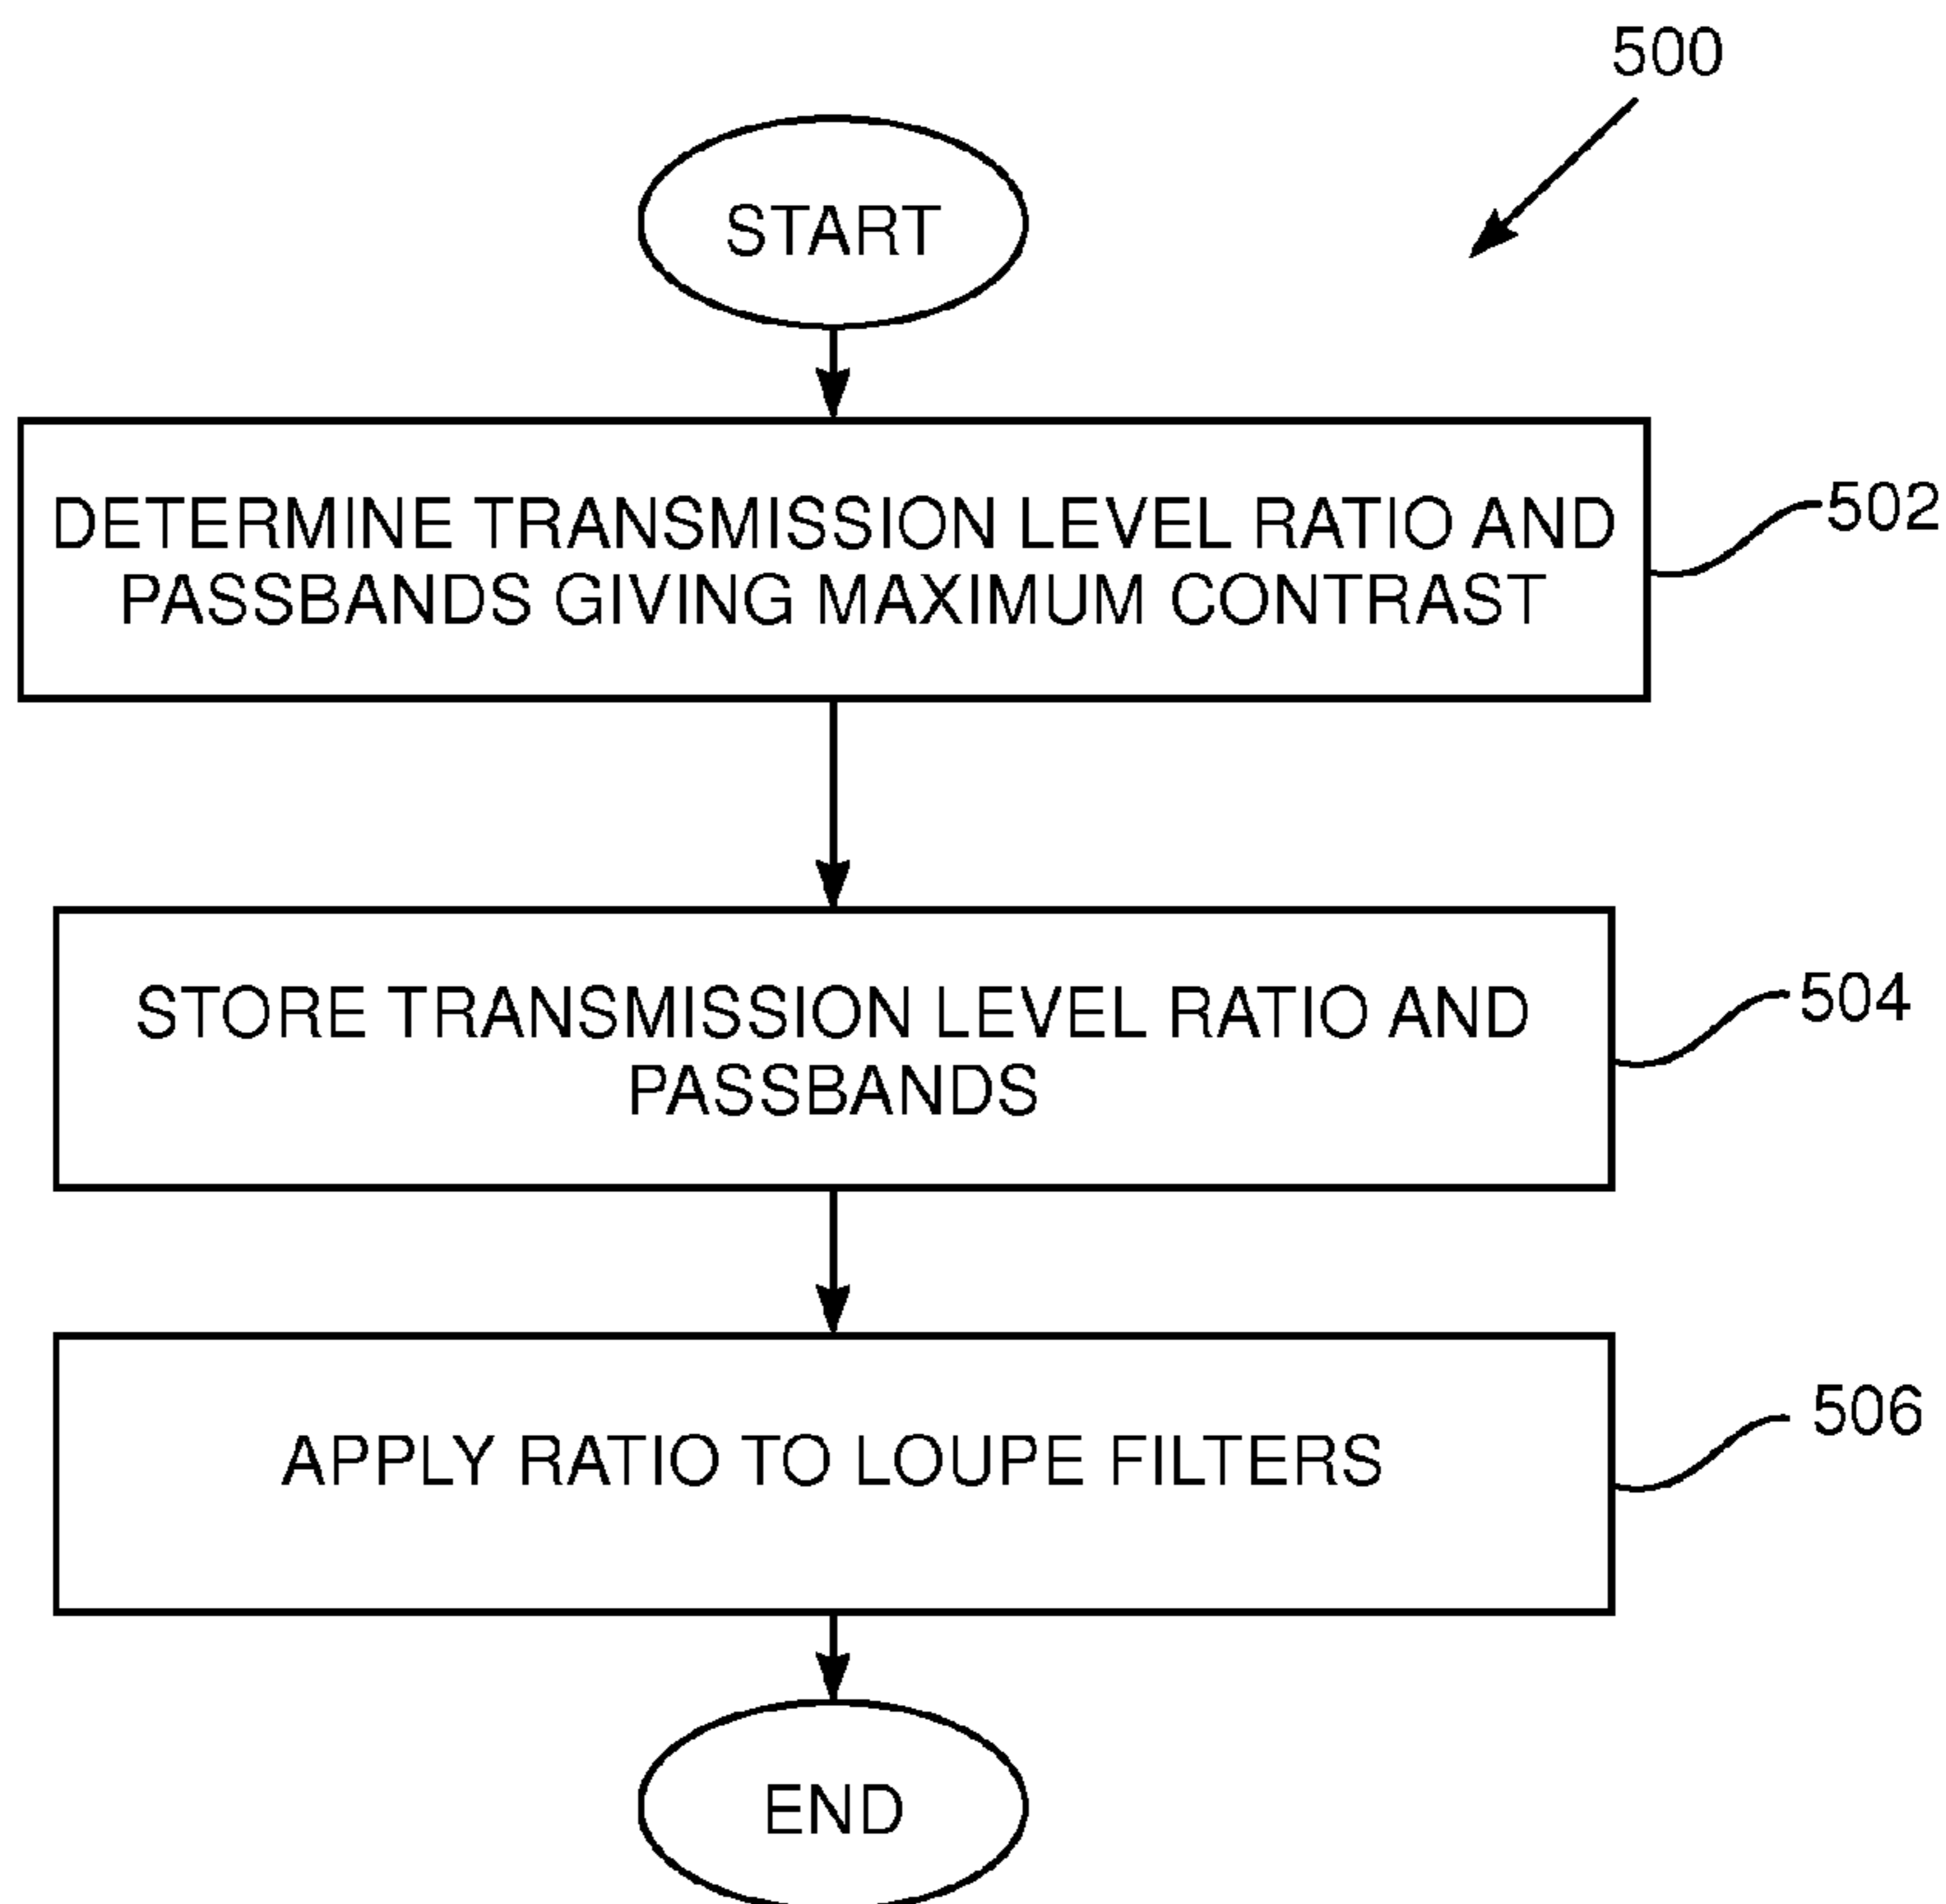 500
START
DETERMINE TRANSMISSION LEVEL RATIO AND
PASSBANDS GIVING MAXIMUM CONTRAST
502
STORE TRANSMISSION LEVEL RATIO AND
PASSBANDS
504
APPLY RATIO TO LOUPE FILTERS
506
END